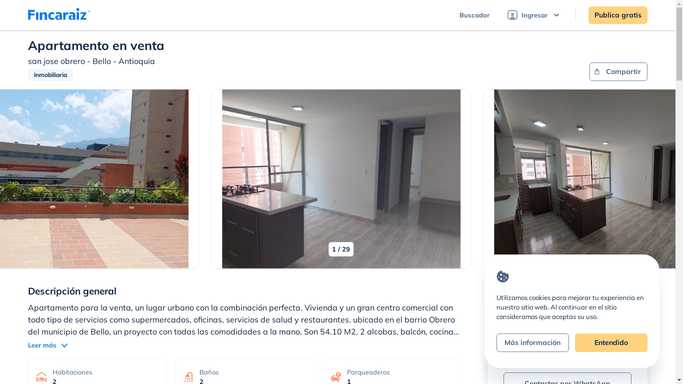 Fincaraiz
Buscador
Ingresar
Publica gratis
Apartamento en venta
san jose obrero - Bello - Antioquia
Inmobiliaria
Compartir
1 / 29
Descripción general
Apartamento para la venta, un lugar urbano con la combinación perfecta. Vivienda y un gran centro comercial con
todo tipo de servicios como supermercados, oficinas, servicios de salud y restaurantes, ubicado en el barrio Obrero
del municipio de Bello, un proyecto con todas las comodidades a la mano, Son 54.10 M2, 2 alcobas, balcón, cocina...
Leer más
Habitaciones
2
Baños
2
Parqueaderos
1
Utilizamos cookies para mejorar tu experiencia en
nuestro sitio web. Al continuar en el sitio
consideramos que aceptas su uso.
Más información
Entendido
Contactar por WhatsApp